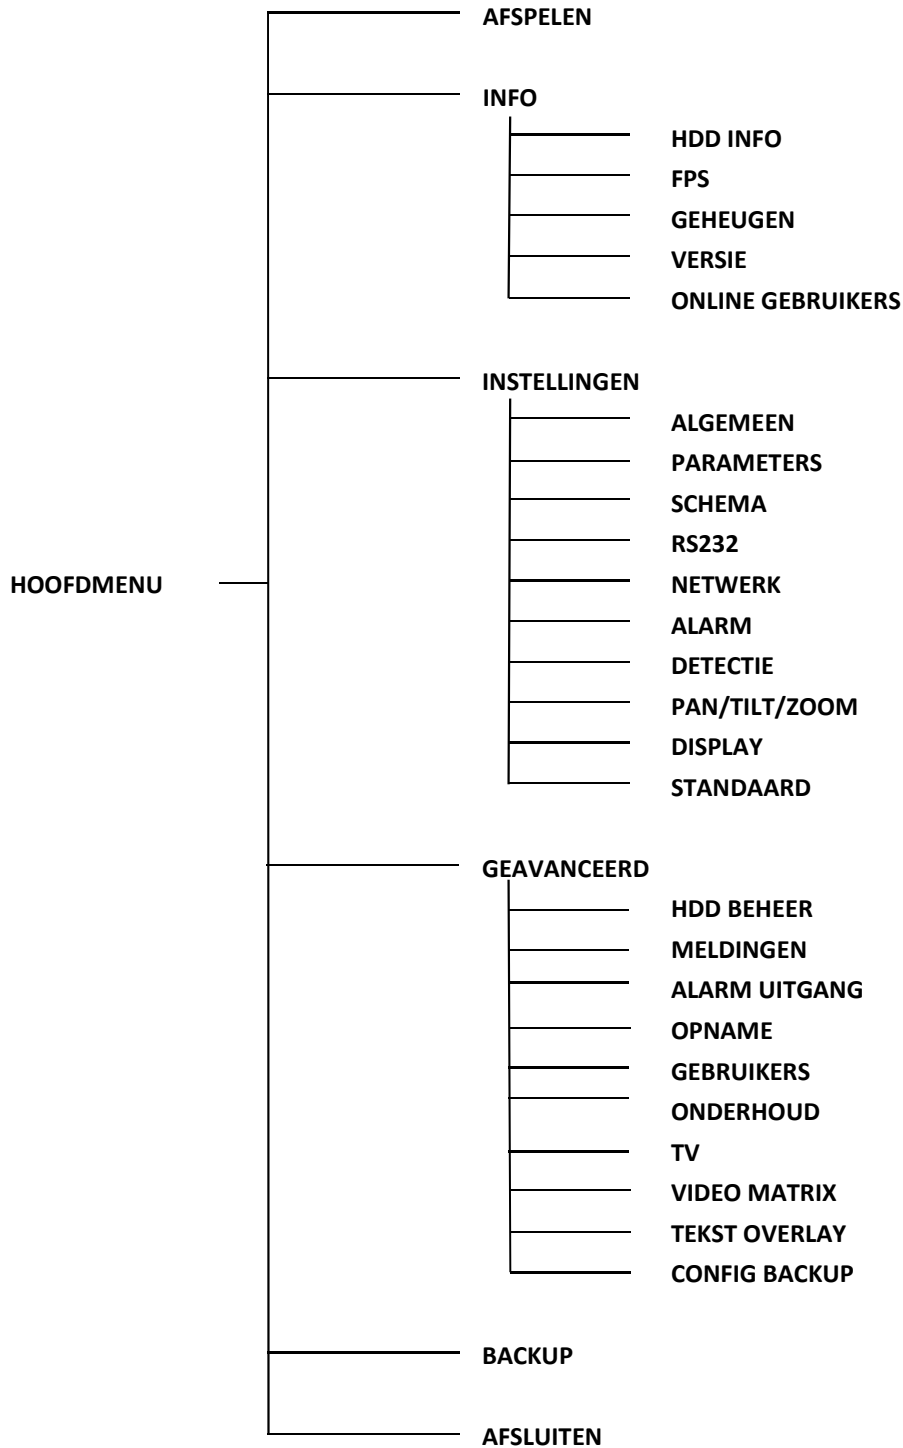 AFSPELEN
INFO
HDD INFO
FPS
GEHEUGEN
VERSIE
ONLINE GEBRUIKERS
INSTELLINGEN
ALGEMEEN
PARAMETERS
SCHEMA
RS232
HOOFDMENU
NETWERK
ALARM
DETECTIE
PAN/TILT/ZOOM
DISPLAY
STANDAARD
GEAVANCEERD
HDD BEHEER
MELDINGEN
ALARM UITGANG
OPNAME
GEBRUIKERS
ONDERHOUD
TV
VIDEO MATRIX
TEKST OVERLAY
CONFIG BACKUP
BACKUP
AFSLUITEN